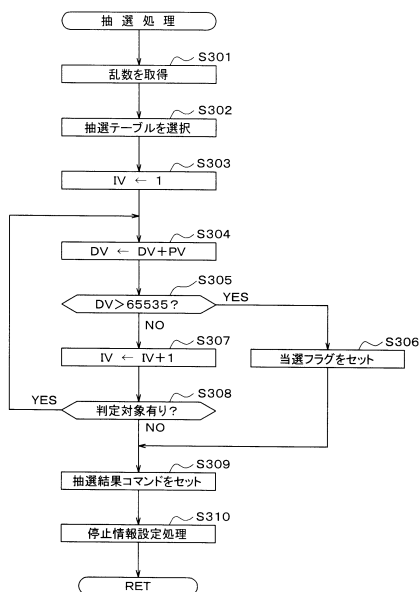 抽 選 処 理
S301
乱数を取得
S302
抽選テーブルを選択
S303
IV ← 1
S304
DV ← DV+PV
S305
DV>65535?
YES
NO
S306
当選フラグをセット
S307
IV ← IV+1
S308
判定対象有り?
YES
NO
S309
抽選結果コマンドをセット
S310
停止情報設定処理
RET